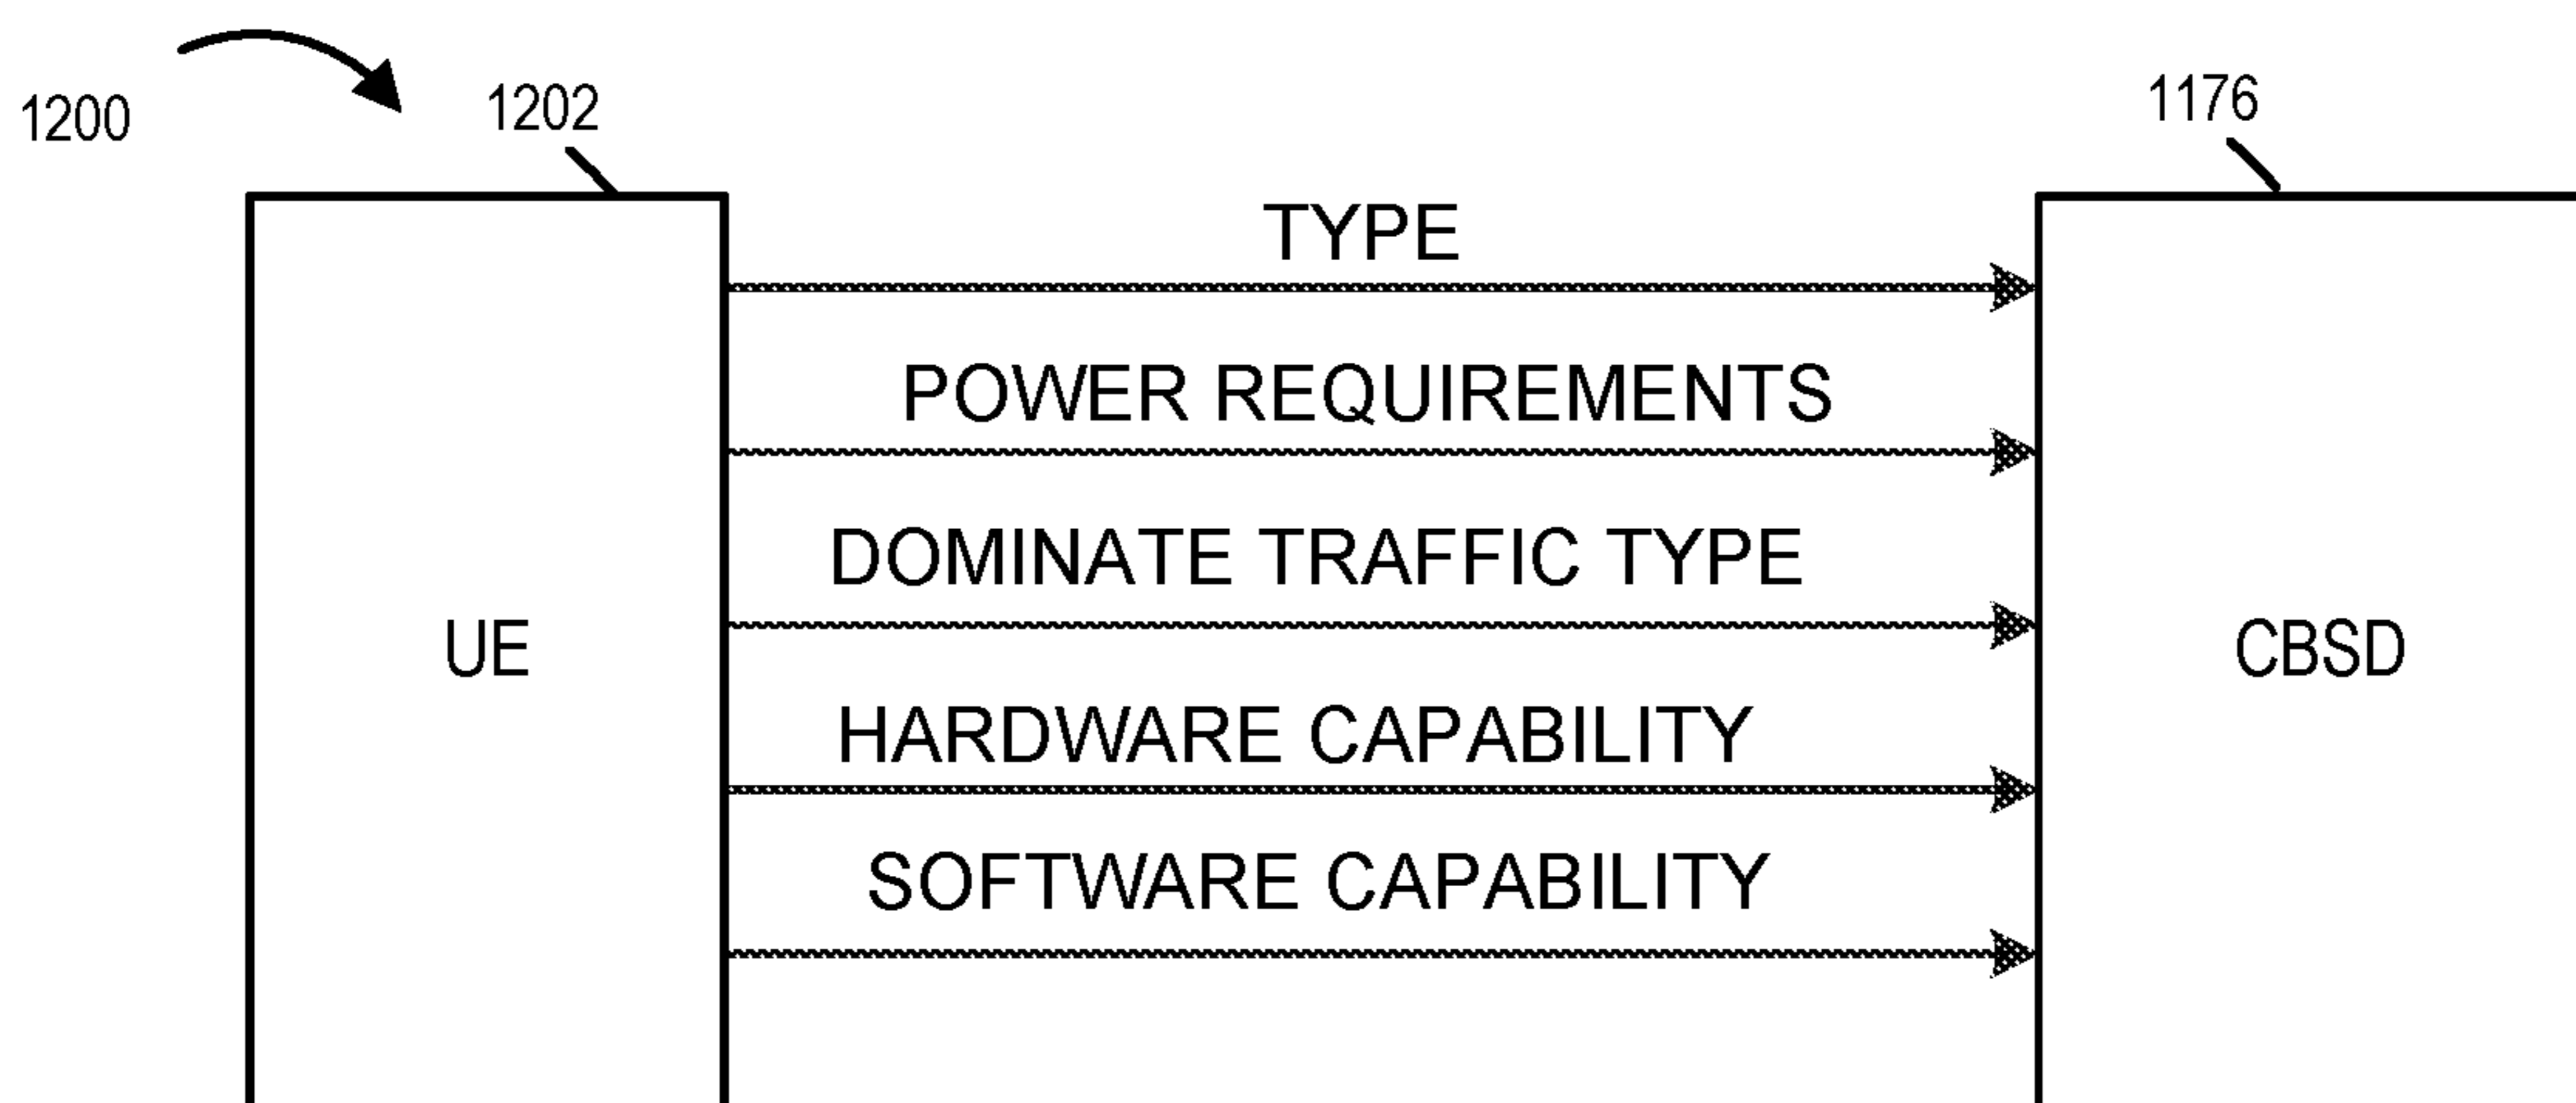 1200
1202
1176
TYPE
POWER REQUIREMENTS
DOMINATE TRAFFIC TYPE
UE
CBSD
HARDWARE CAPABILITY
SOFTWARE CAPABILITY